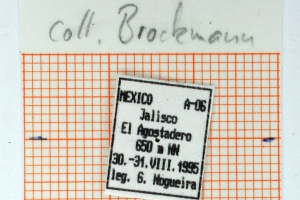 coll. Brockmann
MEXICO A-06
Jalisco
El Agostadero
650 m NN
30.-31.VIII.1995
leg. G. Nogueira